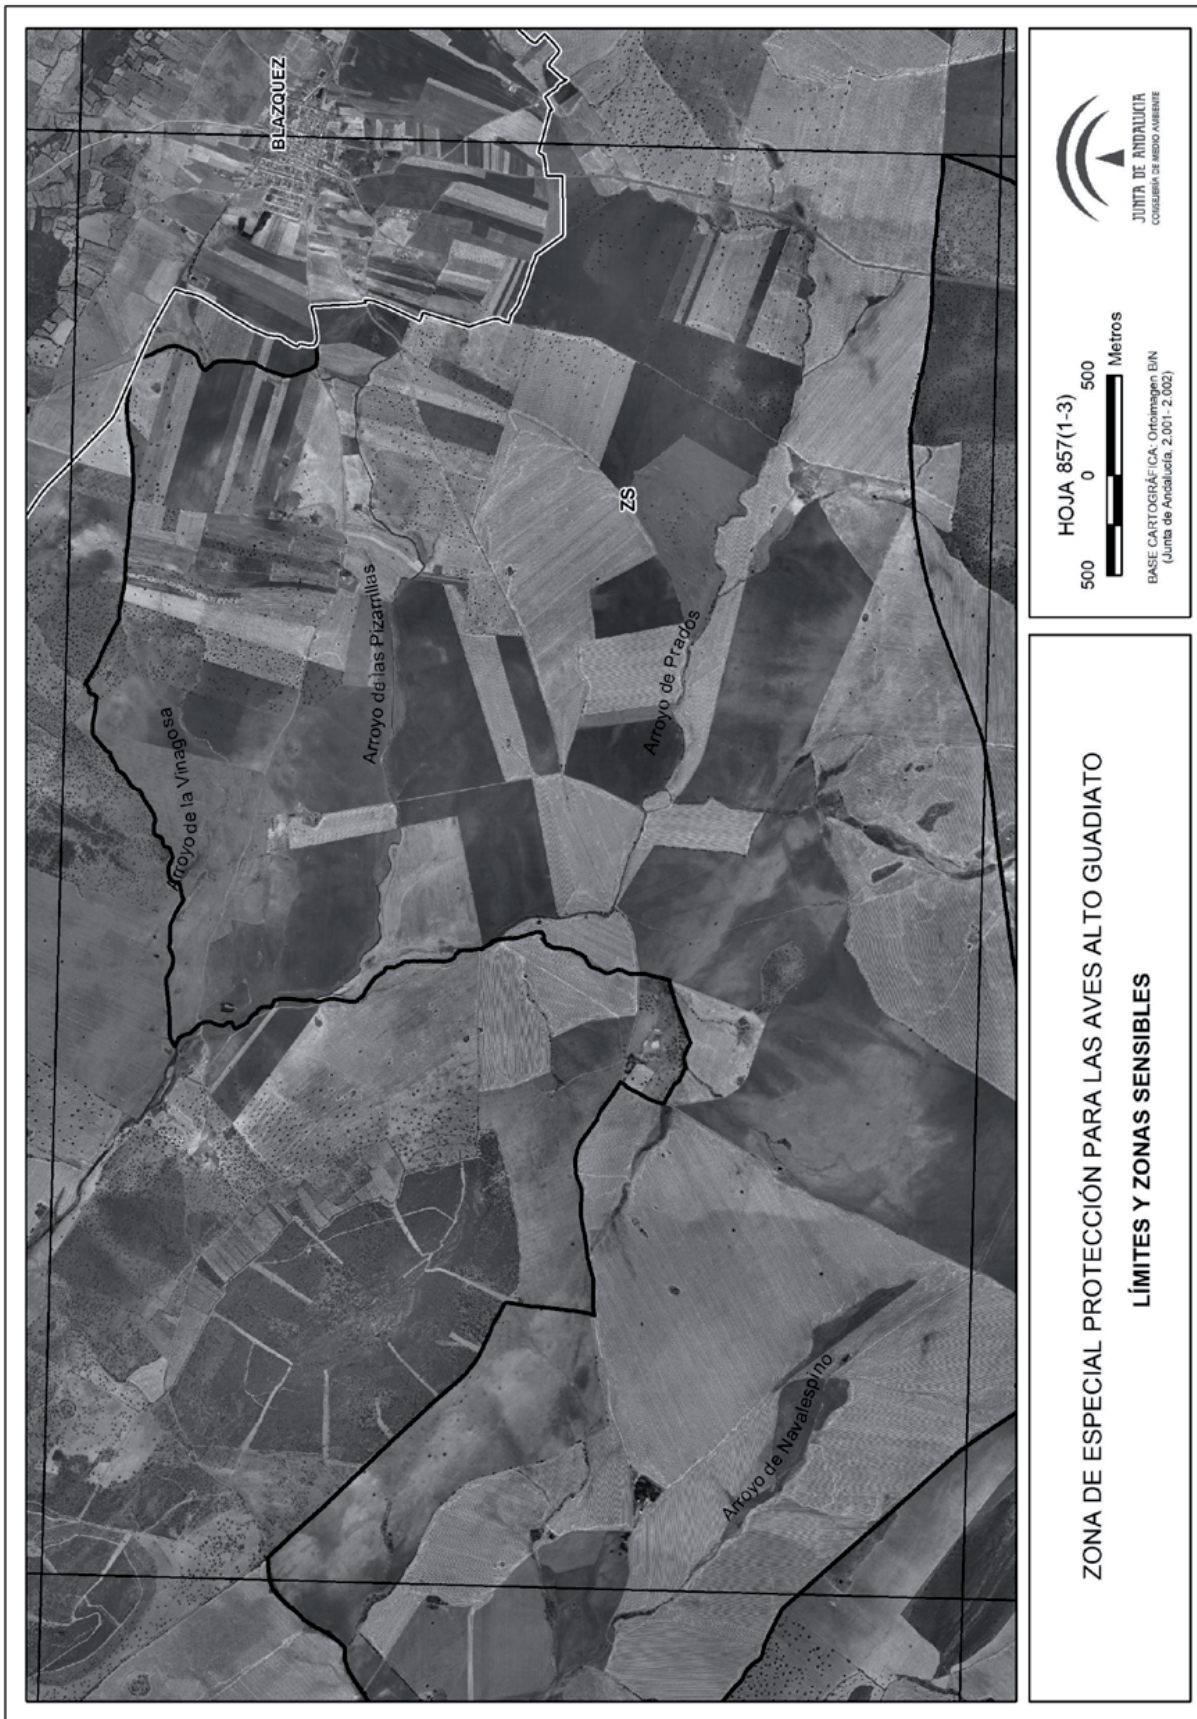 BLAZQUEZ
Arroyo de la Vinagosa
Arroyo de las Pizarrillas
ZS
Arroyo de Prados
Arroyo de Navalespino
ZONA DE ESPECIAL PROTECCIÓN PARA LAS AVES ALTO GUADIATO
LÍMITES Y ZONAS SENSIBLES
HOJA 857(1-3)
500 0 500
Metros
BASE CARTOGRÁFICA: Ortoimagen B/N
(Junta de Andalucía, 2.001- 2.002)
JUNTA DE ANDALUCIA
CONSEJERÍA DE MEDIO AMBIENTE